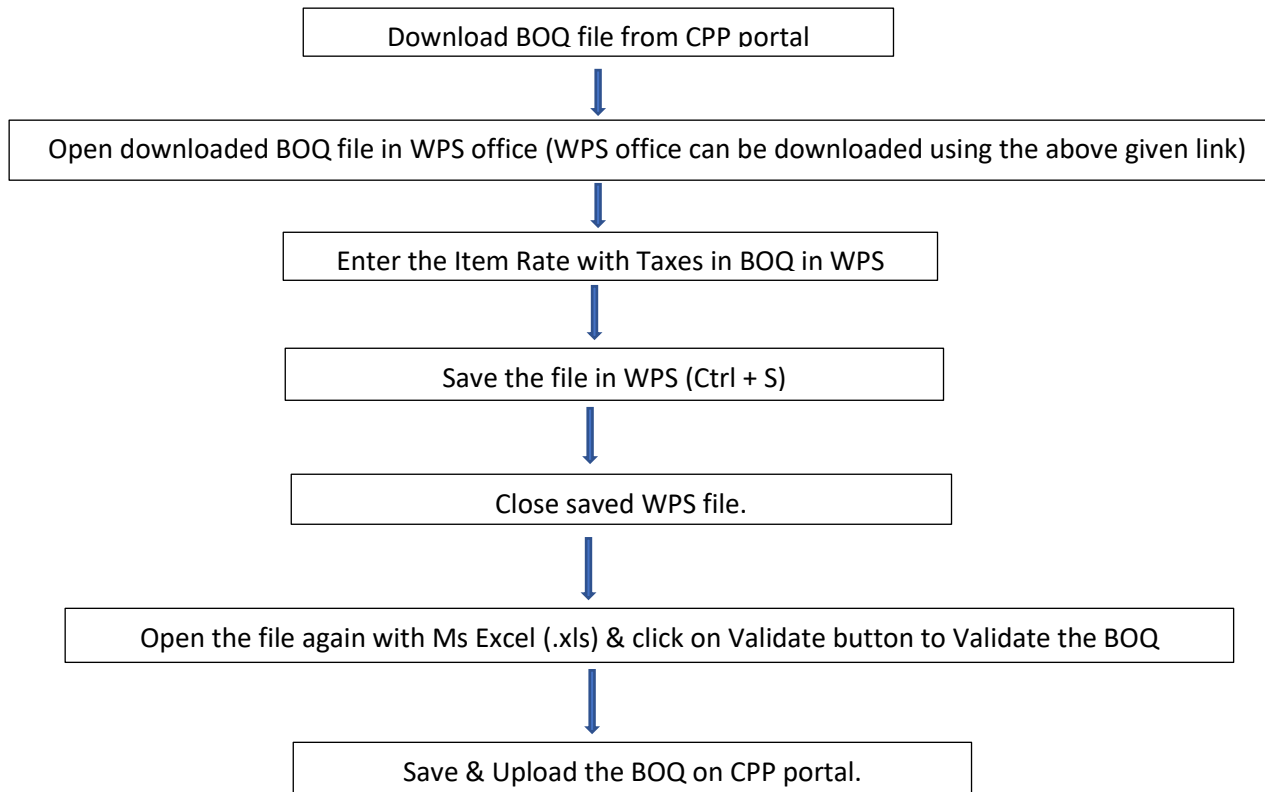 Download BOQ file from CPP portal
Open downloaded BOQ file in WPS office (WPS office can be downloaded using the above given link)
Enter the Item Rate with Taxes in BOQ in WPS
Save the file in WPS (Ctrl + S)
Close saved WPS file.
Open the file again with Ms Excel (.xls) & click on Validate button to Validate the BOQ
Save & Upload the BOQ on CPP portal.